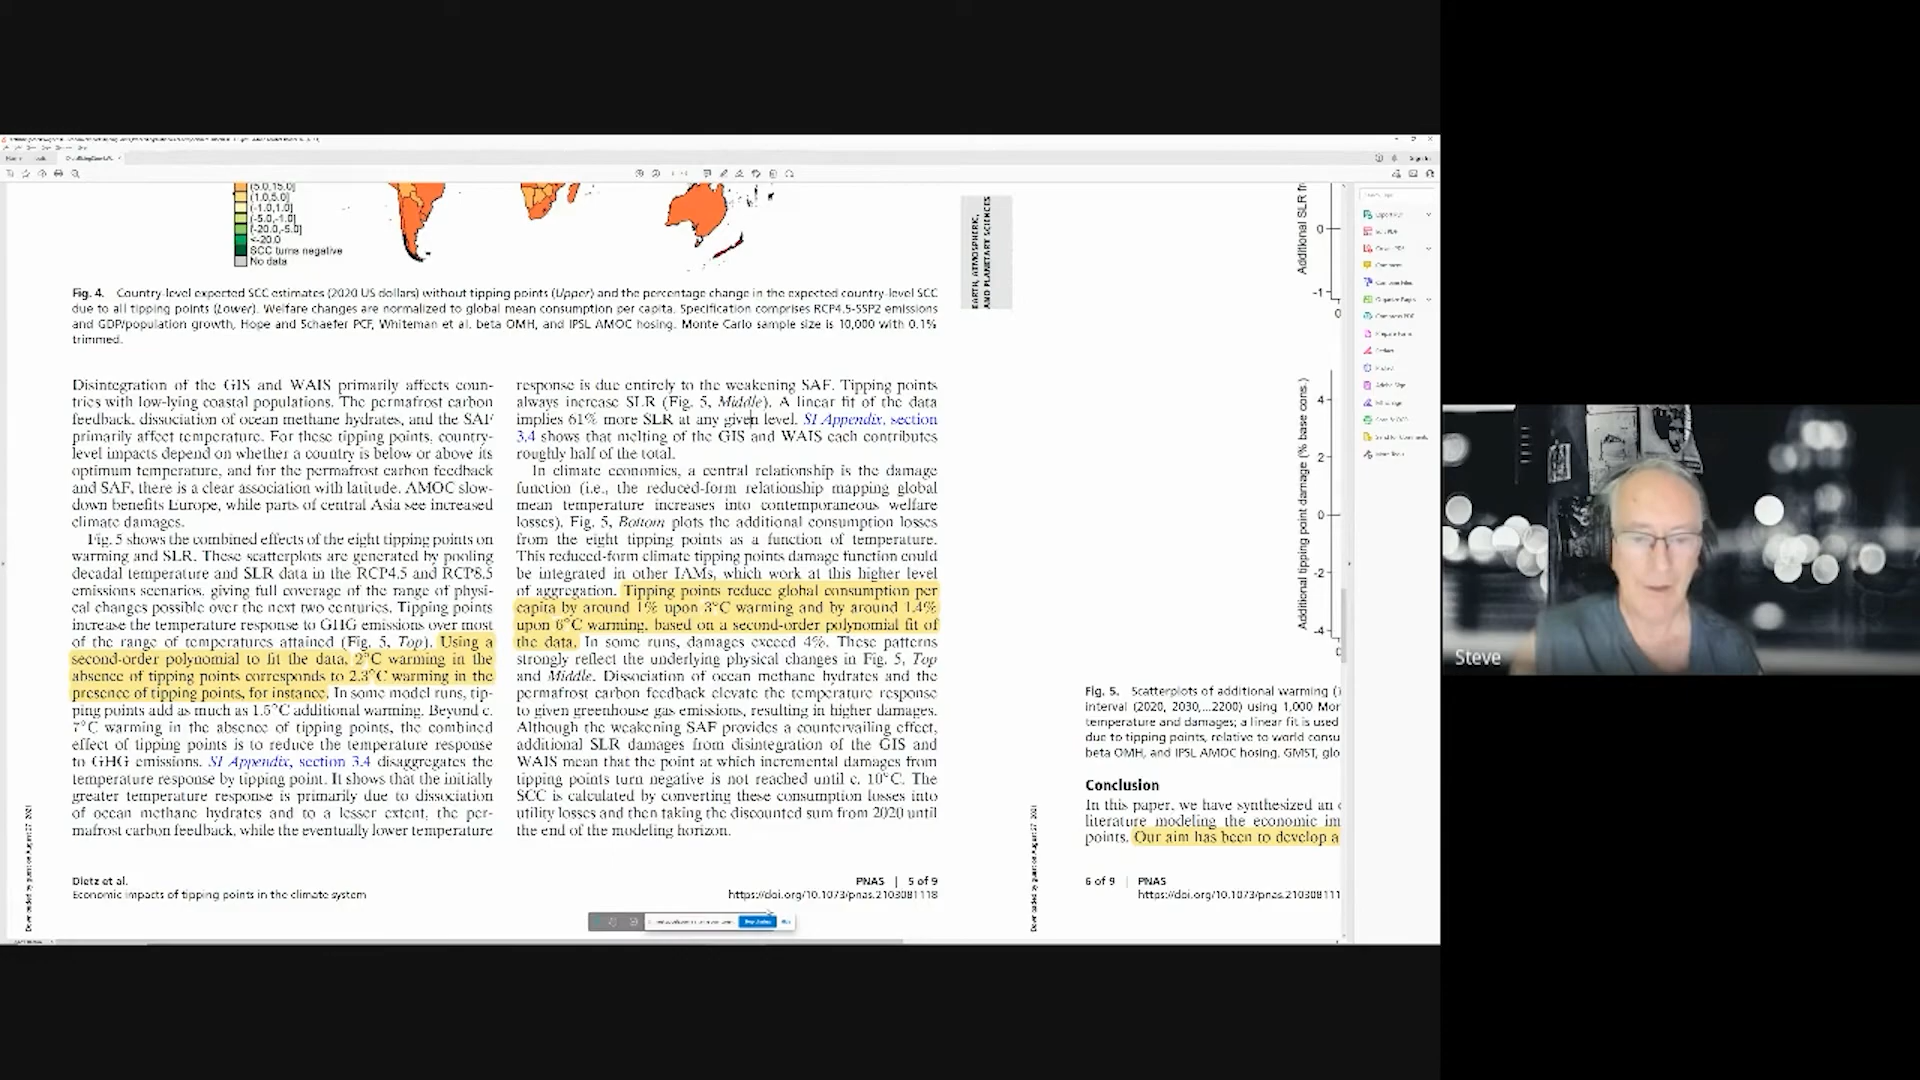 (5.0,15.0]
(1.0,5.0]
(-1.0,1.0]
(-5.0,-1.0]
(-20.0,-5.0]
<-20.0
SCC turns negative
No data
Fig. 4. Country-level expected SCC estimates (2020 US dollars) without tipping points (Upper) and the percentage change in the expected country-level SCC
due to all tipping points (Lower). Welfare changes are normalized to global mean consumption per capita. Specification comprises RCP4.5-SSP2 emissions
and GDP/population growth, Hope and Schaefer PCF, Whiteman et al. beta OMH, and IPSL AMOC hosing. Monte Carlo sample size is 10,000 with 0.1%
trimmed.
Disintegration of the GIS and WAIS primarily affects coun-
tries with low-lying coastal populations. The permafrost carbon
feedback, dissociation of ocean methane hydrates, and the SAF
primarily affect temperature. For these tipping points, country-
level impacts depend on whether a country is below or above its
optimum temperature, and for the permafrost carbon feedback
and SAF, there is a clear association with latitude. AMOC slow-
down benefits Europe, while parts of central Asia see increased
climate damages.
Fig. 5 shows the combined effects of the eight tipping points on
warming and SLR. These scatterplots are generated by pooling
decadal temperature and SLR data in the RCP4.5 and RCP8.5
emissions scenarios, giving full coverage of the range of physi-
cal changes possible over the next two centuries. Tipping points
increase the temperature response to GHG emissions over most
of the range of temperatures attained (Fig. 5, Top). Using a
second-order polynomial to fit the data, 2°C warming in the
absence of tipping points corresponds to 2.3°C warming in the
presence of tipping points, for instance. In some model runs, tip-
ping points add as much as 1.5°C additional warming. Beyond c.
7°C warming in the absence of tipping points, the combined
effect of tipping points is to reduce the temperature response
to GHG emissions. SI Appendix, section 3.4 disaggregates the
temperature response by tipping point. It shows that the initially
greater temperature response is primarily due to dissociation
of ocean methane hydrates and to a lesser extent, the per-
mafrost carbon feedback, while the eventually lower temperature
response is due entirely to the weakening SAF. Tipping points
always increase SLR (Fig. 5, Middle). A linear fit of the data
implies 61% more SLR at any given level. SI Appendix, section
3.4 shows that melting of the GIS and WAIS each contributes
roughly half of the total.
In climate economics, a central relationship is the damage
function (i.e., the reduced-form relationship mapping global
mean temperature increases into contemporaneous welfare
losses). Fig. 5, Bottom plots the additional consumption losses
from the eight tipping points as a function of temperature.
This reduced-form climate tipping points damage function could
be integrated in other IAMs, which work at this higher level
of aggregation. Tipping points reduce global consumption per
capita by around 1% upon 3°C warming and by around 1.4%
upon 6°C warming, based on a second-order polynomial fit of
the data. In some runs, damages exceed 4%. These patterns
strongly reflect the underlying physical changes in Fig. 5, Top
and Middle. Dissociation of ocean methane hydrates and the
permafrost carbon feedback elevate the temperature response
to given greenhouse gas emissions, resulting in higher damages.
Although the weakening SAF provides a countervailing effect,
additional SLR damages from disintegration of the GIS and
WAIS mean that the point at which incremental damages from
tipping points turn negative is not reached until c. 10°C. The
SCC is calculated by converting these consumption losses into
utility losses and then taking the discounted sum from 2020 until
the end of the modeling horizon.
Dietz et al.
Economic impacts of tipping points in the climate system
PNAS | 5 of 9
https://doi.org/10.1073/pnas.2103081118
Downloaded by guest on August 27, 2021
EARTH, ATMOSPHERIC,
AND PLANETARY SCIENCES
Additional SLR fr
0
-1
0
Additional tipping point damage (% base cons.)
4
2
0
-2
-4
Fig. 5. Scatterplots of additional warming (
interval (2020, 2030,...2200) using 1,000 Mor
temperature and damages; a linear fit is used
due to tipping points, relative to world consu
beta OMH, and IPSL AMOC hosing. GMST, glo
Conclusion
In this paper, we have synthesized an
literature modeling the economic im
points. Our aim has been to develop a
6 of 9 | PNAS
https://doi.org/10.1073/pnas.210308111
Downloaded by guest on August 27, 2021
Steve